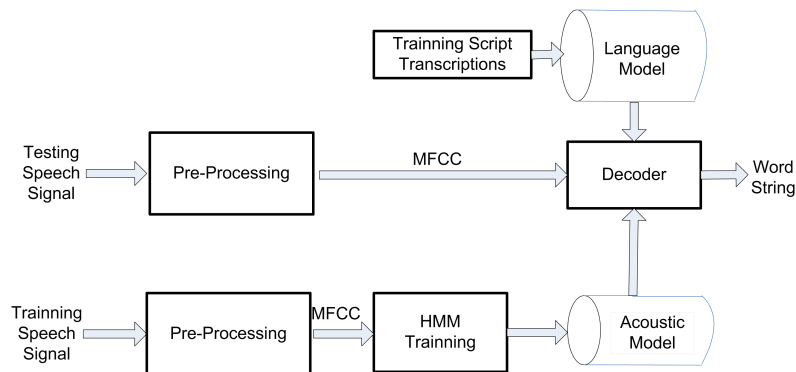 Trainning Script
Transcriptions
Language
Model
Testing
Speech
Signal
Pre-Processing
MFCC
Decoder
Word
String
Trainning
Speech
Signal
Pre-Processing
MFCC
HMM
Trainning
Acoustic
Model